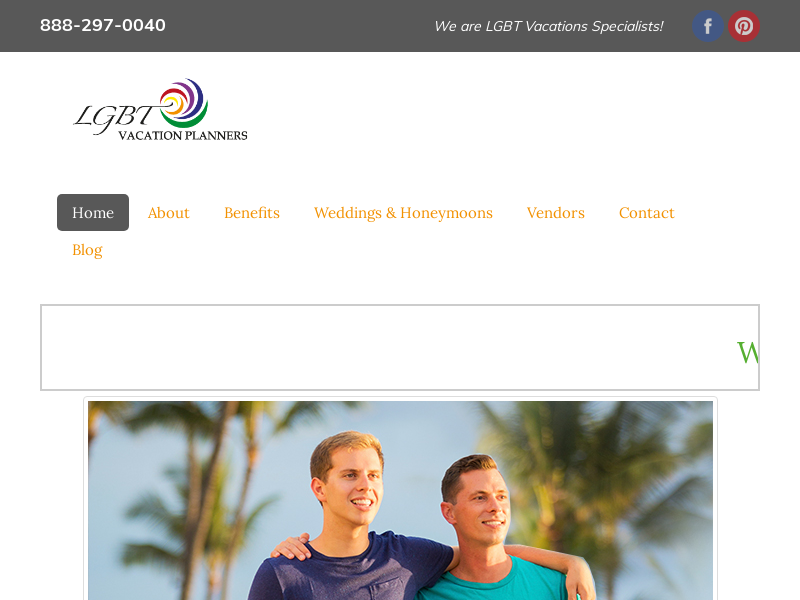 888-297-0040
We are LGBT Vacations Specialists!
LGBT
VACATION PLANNERS
Home About Benefits Weddings & Honeymoons Vendors Contact
Blog
W